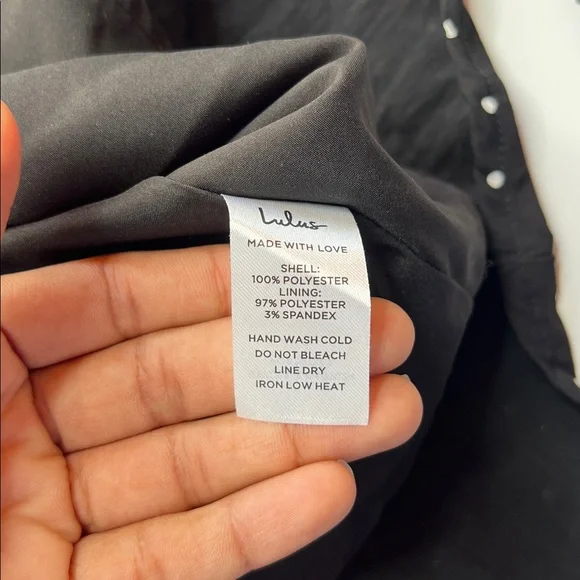 Lulus
MADE WITH LOVE
SHELL:
100% POLYESTER
LINING:
97% POLYESTER
3% SPANDEX
HAND WASH COLD
DO NOT BLEACH
LINE DRY
IRON LOW HEAT